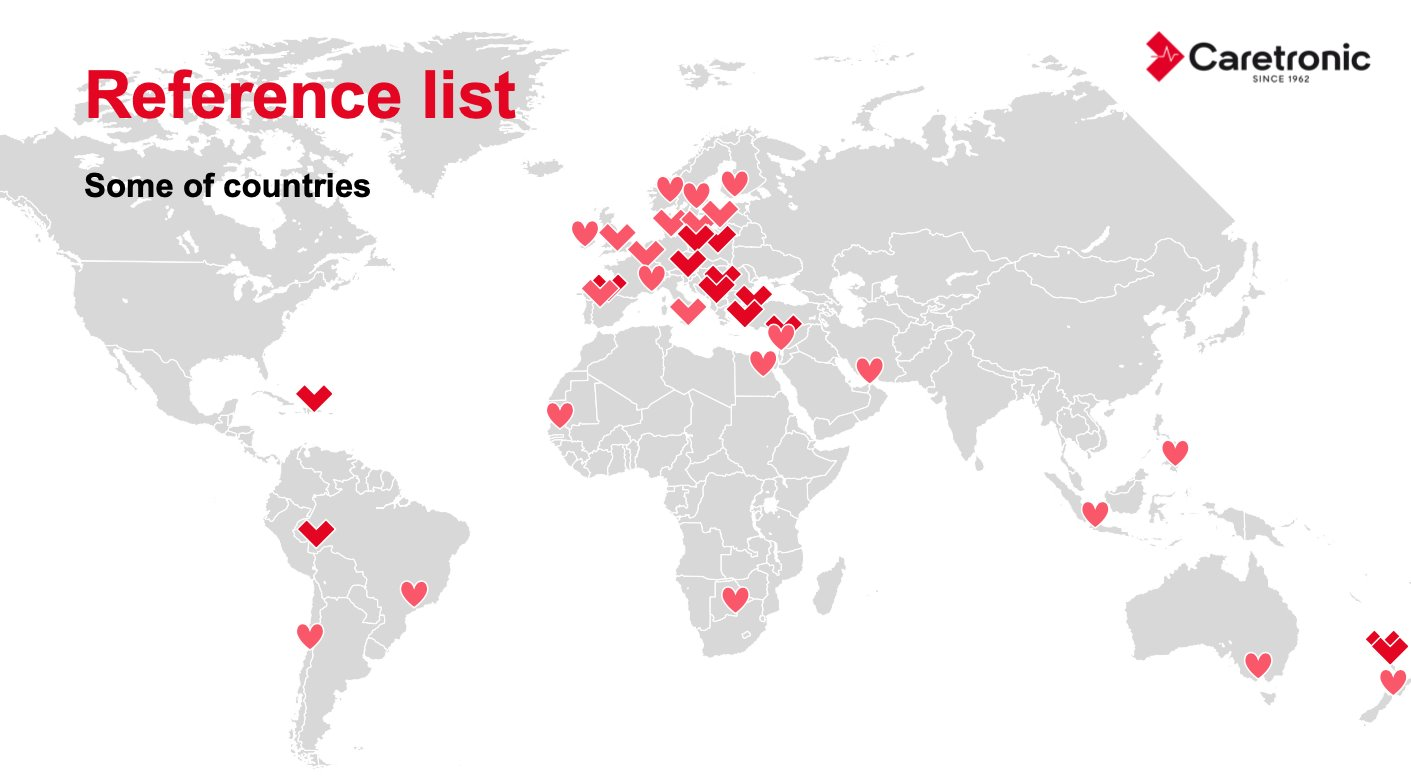 Reference list
Caretronic
SINCE 1962
Some of countries